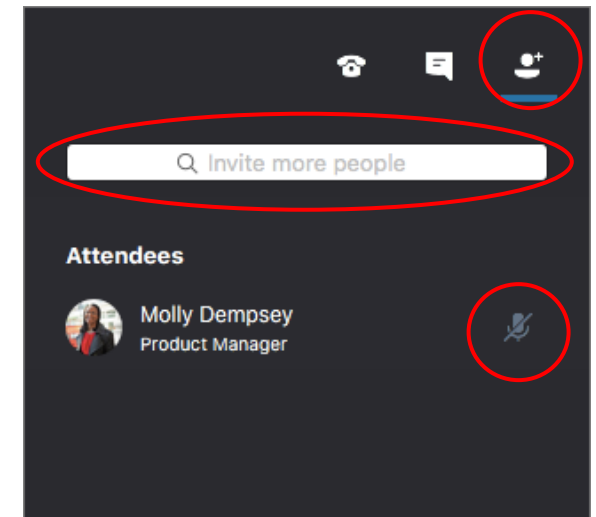 Invite more people
Attendees
Molly Dempsey
Product Manager